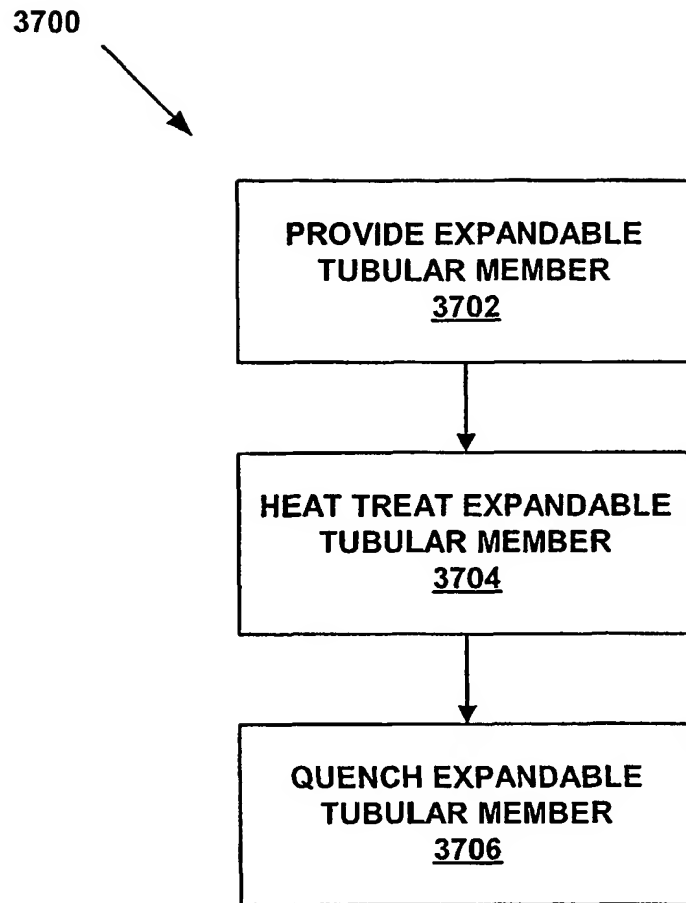 3700
PROVIDE EXPANDABLE
TUBULAR MEMBER
3702
HEAT TREAT EXPANDABLE
TUBULAR MEMBER
3704
QUENCH EXPANDABLE
TUBULAR MEMBER
3706